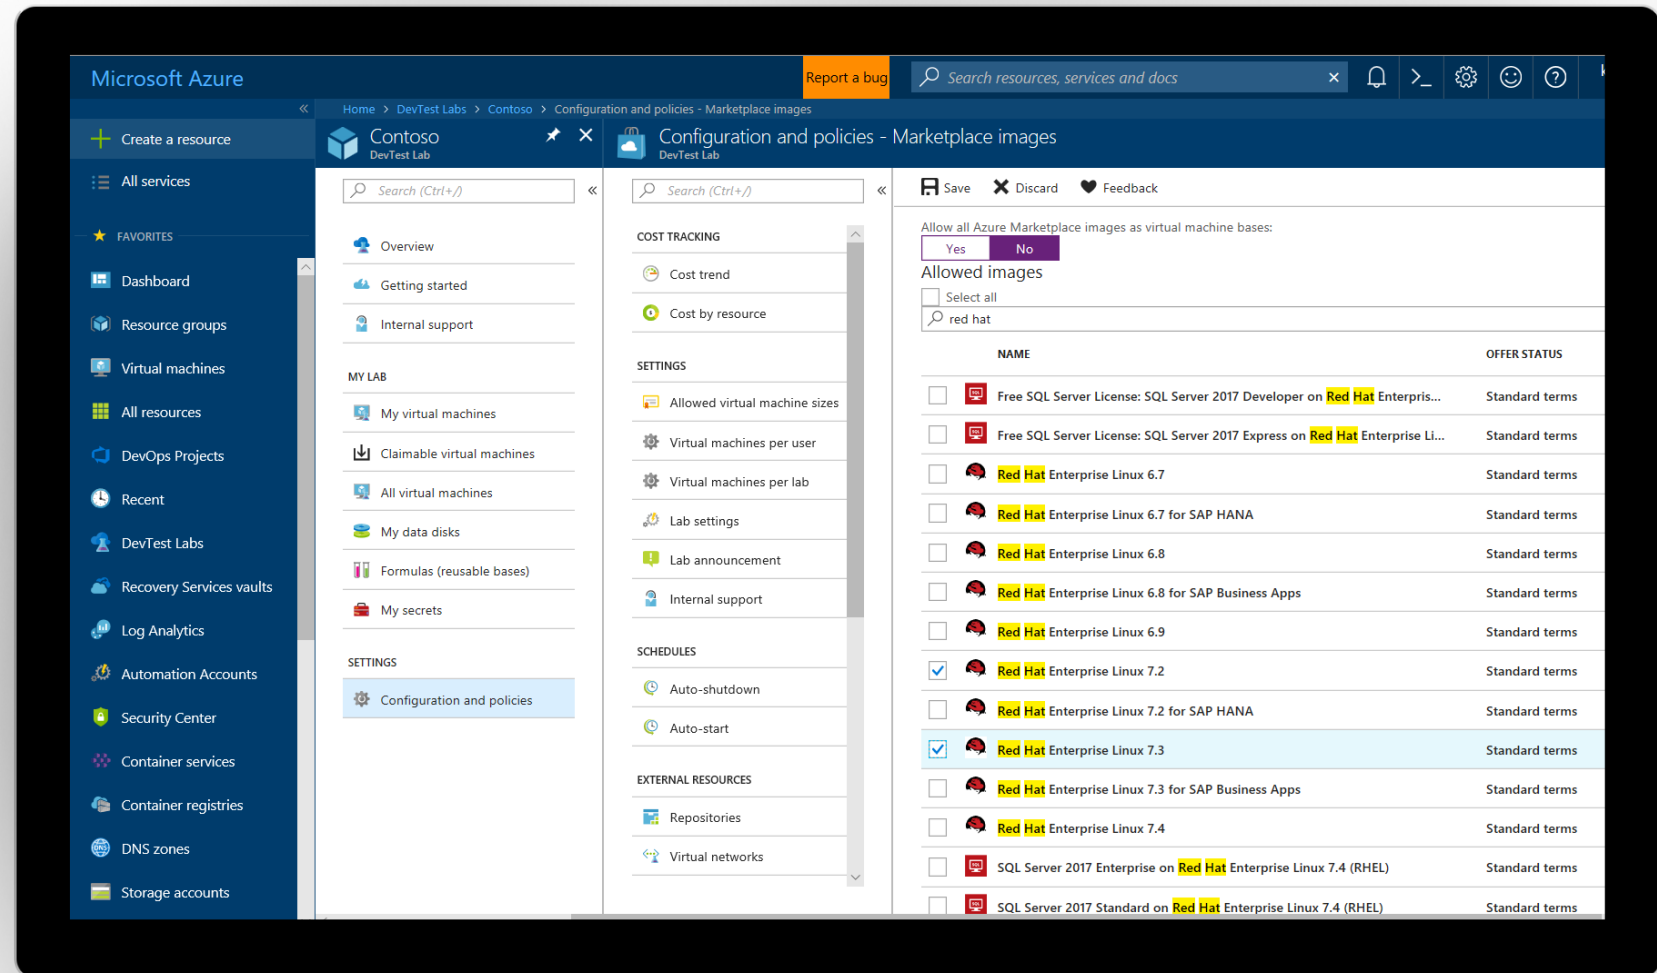 Microsoft Azure
Report a bug
Search resources, services and docs
Home > DevTest Labs > Contoso > Configuration and policies - Marketplace images
Create a resource
All services
FAVORITES
Dashboard
Resource groups
Virtual machines
All resources
DevOps Projects
Recent
DevTest Labs
Recovery Services vaults
Log Analytics
Automation Accounts
Security Center
Container services
Container registries
DNS zones
Storage accounts
Contoso
DevTest Lab
Search (Ctrl+/)
Overview
Getting started
Internal support
MY LAB
My virtual machines
Claimable virtual machines
All virtual machines
My data disks
Formulas (reusable bases)
My secrets
SETTINGS
Configuration and policies
Configuration and policies - Marketplace images
DevTest Lab
Search (Ctrl+/)
COST TRACKING
Cost trend
Cost by resource
SETTINGS
Allowed virtual machine sizes
Virtual machines per user
Virtual machines per lab
Lab settings
Lab announcement
Internal support
SCHEDULES
Auto-shutdown
Auto-start
EXTERNAL RESOURCES
Repositories
Virtual networks
Save Discard Feedback
Allow all Azure Marketplace images as virtual machine bases:
Yes No
Allowed images
Select all
red hat
NAME OFFER STATUS
Free SQL Server License: SQL Server 2017 Developer on Red Hat Enterpris... Standard terms
Free SQL Server License: SQL Server 2017 Express on Red Hat Enterprise Li... Standard terms
Red Hat Enterprise Linux 6.7 Standard terms
Red Hat Enterprise Linux 6.7 for SAP HANA Standard terms
Red Hat Enterprise Linux 6.8 Standard terms
Red Hat Enterprise Linux 6.8 for SAP Business Apps Standard terms
Red Hat Enterprise Linux 6.9 Standard terms
Red Hat Enterprise Linux 7.2 Standard terms
Red Hat Enterprise Linux 7.2 for SAP HANA Standard terms
Red Hat Enterprise Linux 7.3 Standard terms
Red Hat Enterprise Linux 7.3 for SAP Business Apps Standard terms
Red Hat Enterprise Linux 7.4 Standard terms
SQL Server 2017 Enterprise on Red Hat Enterprise Linux 7.4 (RHEL) Standard terms
SQL Server 2017 Standard on Red Hat Enterprise Linux 7.4 (RHEL) Standard terms